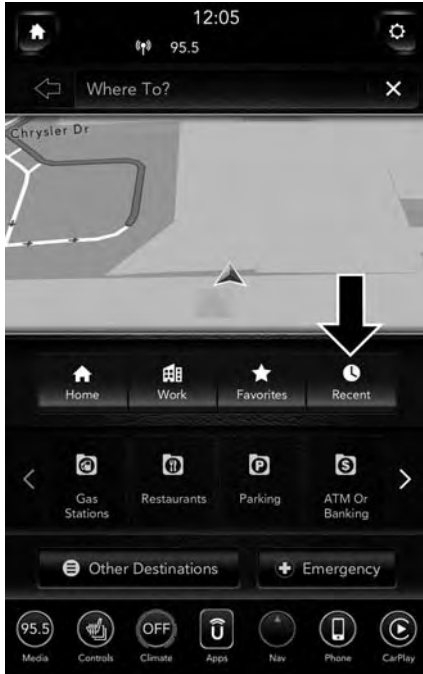 12:05
95.5
Where To?
Chrysler Dr
Home Work Favorites Recent
P S
Gas Stations Restaurants Parking ATM Or Banking
Other Destinations Emergency
95.5 OFF Ü
Media Controls Climate Apps Nav Phone CarPlay